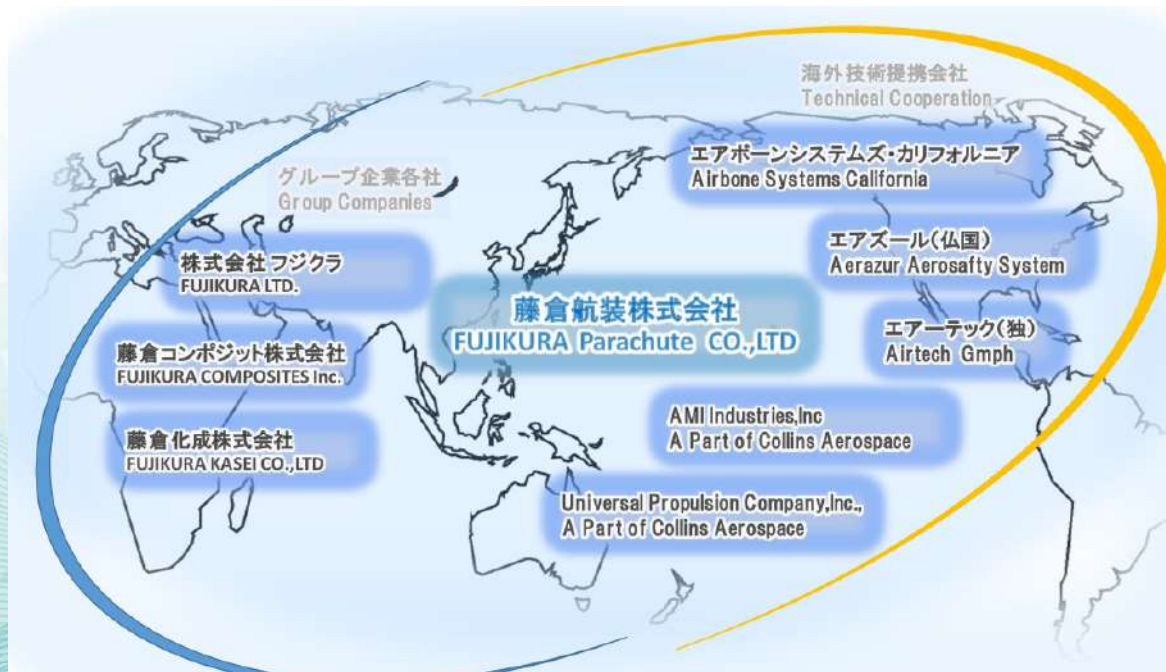 海外技術提携会社
Technical Cooperation
エアボーンシステムズ・カリフォルニア
Airbone Systems California
グループ企業各社
Group Companies
エアズール(仏国)
Aerazur Aerosafty System
株式会社 フジクラ
FUJIKURA LTD.
藤倉航装株式会社
FUJIKURA Parachute CO.,LTD
エアーテック(独)
Airtech Gmph
藤倉コンポジット株式会社
FUJIKURA COMPOSITES Inc.
AMI Industries,Inc
A Part of Collins Aerospace
藤倉化成株式会社
FUJIKURA KASEI CO.,LTD
Universal Propulsion Company,Inc.,
A Part of Collins Aerospace